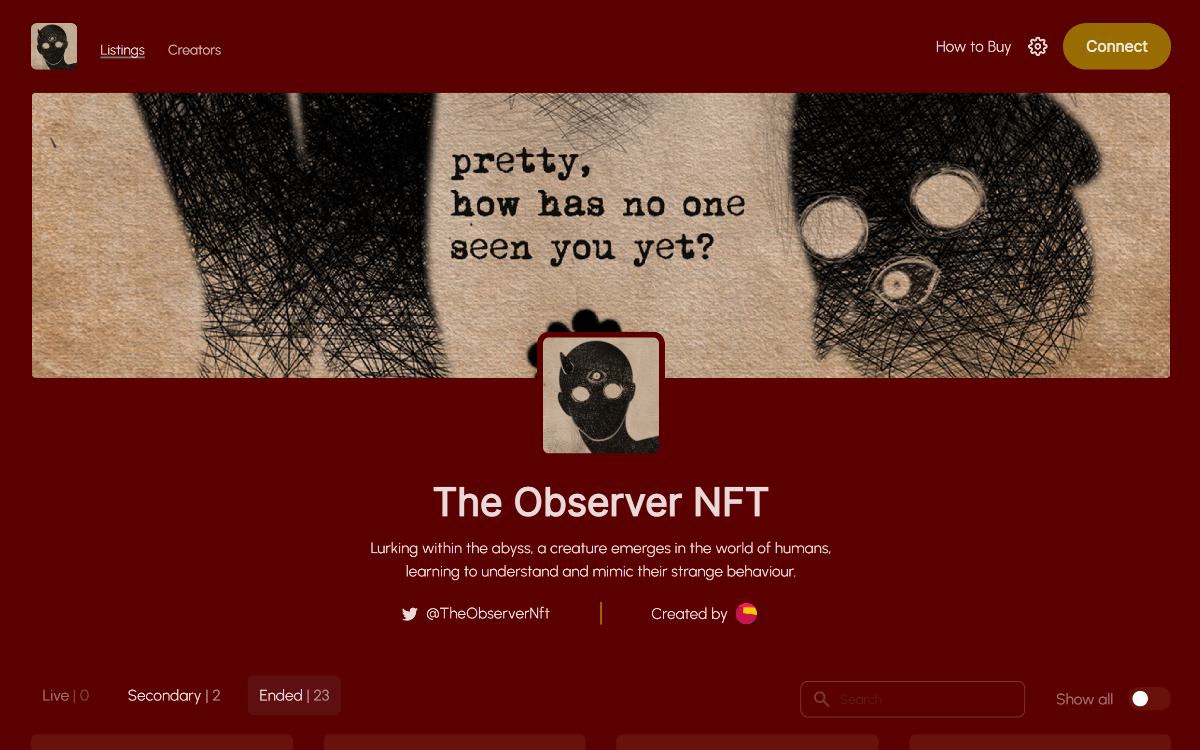 Listings
Creators
How to Buy
Connect
pretty,
how has no one
seen you yet?
The Observer NFT
Lurking within the abyss, a creature emerges in the world of humans,
learning to understand and mimic their strange behaviour.
@TheObserverNft
Created by
Live | 0
Secondary | 2
Ended | 23
Search
Show all